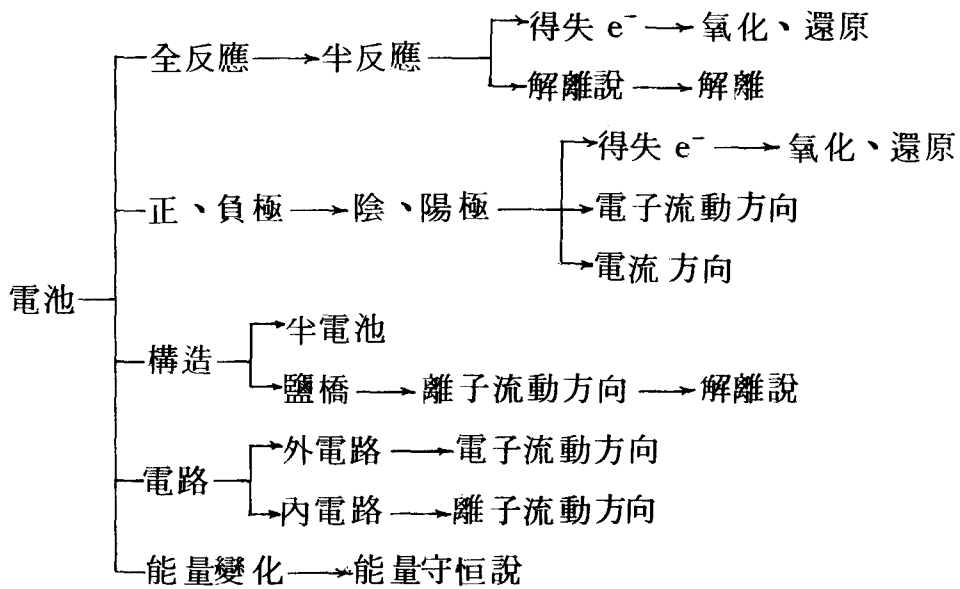 得失 e⁻ → 氧化、還原
全反應 → 半反應
解離說 → 解離
得失 e⁻ → 氧化、還原
正、負極 → 陰、陽極
電子流動方向
電流方向
電池
半電池
構造
鹽橋 → 離子流動方向 → 解離說
外電路 → 電子流動方向
電路
內電路 → 離子流動方向
能量變化 → 能量守恒說